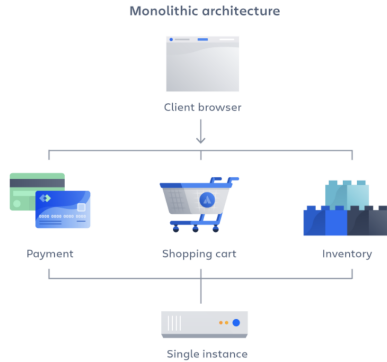 Monolithic architecture
Client browser
Payment
Shopping cart
Inventory
Single instance